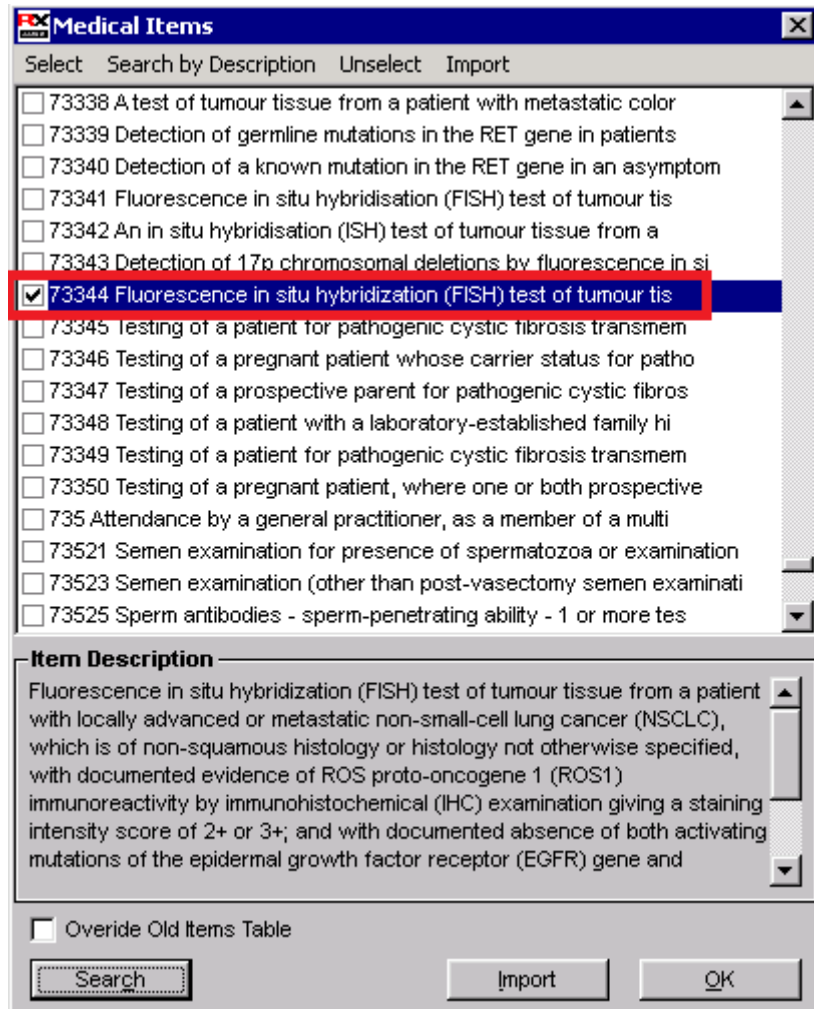 RX
Medical Items
Select Search by Description Unselect Import
73338 A test of tumour tissue from a patient with metastatic color
73339 Detection of germline mutations in the RET gene in patients
73340 Detection of a known mutation in the RET gene in an asymptom
73341 Fluorescence in situ hybridisation (FISH) test of tumour tis
73342 An in situ hybridisation (ISH) test of tumour tissue from a
73343 Detection of 17p chromosomal deletions by fluorescence in si
73344 Fluorescence in situ hybridization (FISH) test of tumour tis
73345 Testing of a patient for pathogenic cystic fibrosis transmem
73346 Testing of a pregnant patient whose carrier status for patho
73347 Testing of a prospective parent for pathogenic cystic fibros
73348 Testing of a patient with a laboratory-established family hi
73349 Testing of a patient for pathogenic cystic fibrosis transmem
73350 Testing of a pregnant patient, where one or both prospective
735 Attendance by a general practitioner, as a member of a multi
73521 Semen examination for presence of spermatozoa or examination
73523 Semen examination (other than post-vasectomy semen examinati
73525 Sperm antibodies - sperm-penetrating ability - 1 or more tes
Item Description
Fluorescence in situ hybridization (FISH) test of tumour tissue from a patient
with locally advanced or metastatic non-small-cell lung cancer (NSCLC),
which is of non-squamous histology or histology not otherwise specified,
with documented evidence of ROS proto-oncogene 1 (ROS1)
immunoreactivity by immunohistochemical (IHC) examination giving a staining
intensity score of 2+ or 3+; and with documented absence of both activating
mutations of the epidermal growth factor receptor (EGFR) gene and
Overide Old Items Table
Search Import OK